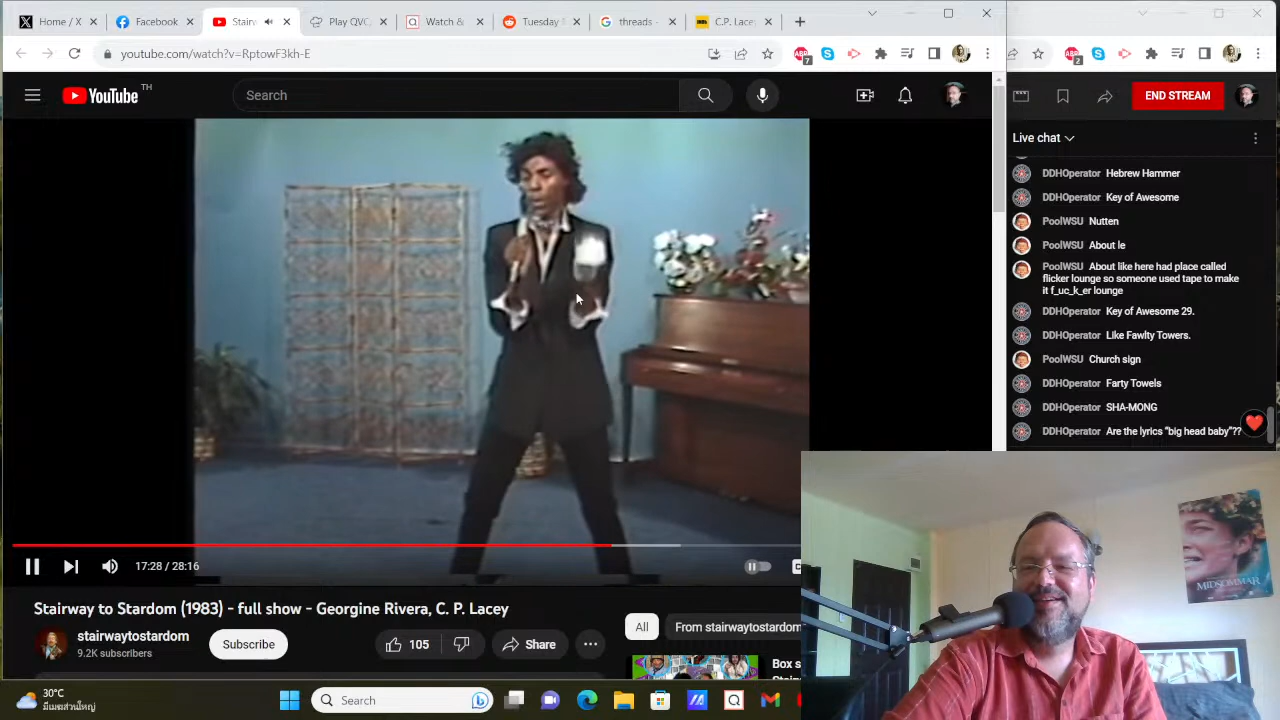 Home / X
Facebook
Stairw
Play QVC,
Watch &
Tuesday
threads -
C.P. Lace
youtube.com/watch?v=RptowF3kh-E
ABP
7
ABP
2
YouTube
TH
Search
END STREAM
Live chat
DDHOperator Hebrew Hammer
DDHOperator Key of Awesome
PoolWSU Nutten
PoolWSU About le
PoolWSU About like here had place called
flicker lounge so someone used tape to make
it f_uc_k_er lounge
DDHOperator Key of Awesome 29.
DDHOperator Like Fawlty Towers.
PoolWSU Church sign
DDHOperator Farty Towels
DDHOperator SHA-MONG
DDHOperator Are the lyrics “big head baby”??
17:28 / 28:16
Stairway to Stardom (1983) - full show - Georgine Rivera, C. P. Lacey
stairwaytostardom
9.2K subscribers
Subscribe
105
Share
All
From stairwaytostardom
Box s
MIDSOMMAR
30°C
มีเมฆส่วนใหญ่
Search